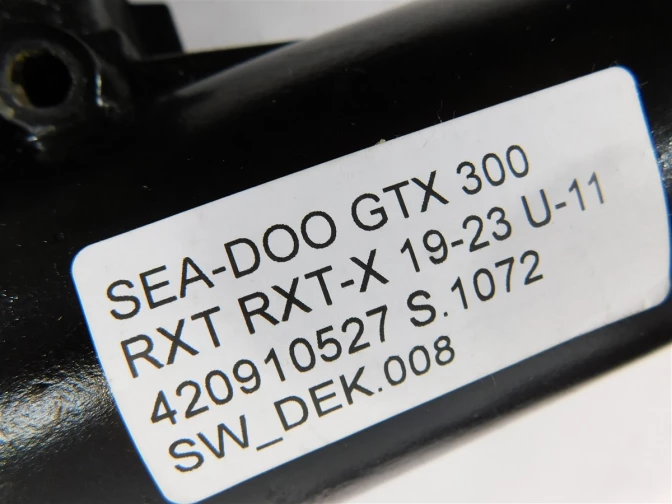 SEA-DOO GTX 300
RXT RXT-X 19-23 U-11
420910527 S.1072
SW_DEK.008